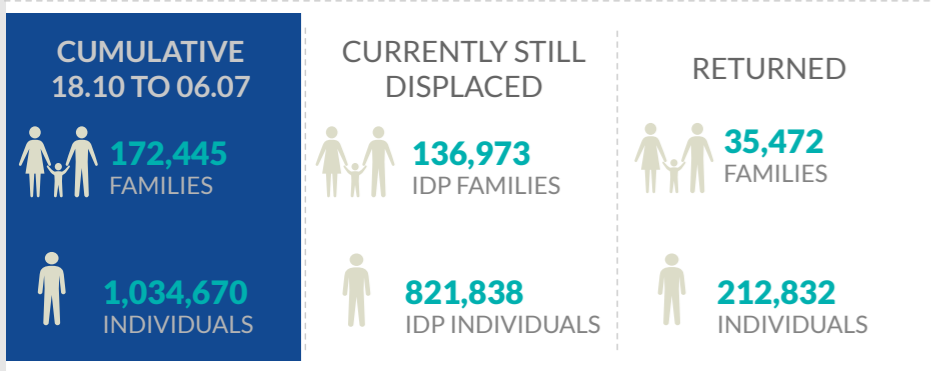 CUMULATIVE
18.10 TO 06.07
172,445
FAMILIES
1,034,670
INDIVIDUALS
CURRENTLY STILL
DISPLACED
136,973
IDP FAMILIES
821,838
IDP INDIVIDUALS
RETURNED
35,472
FAMILIES
212,832
INDIVIDUALS